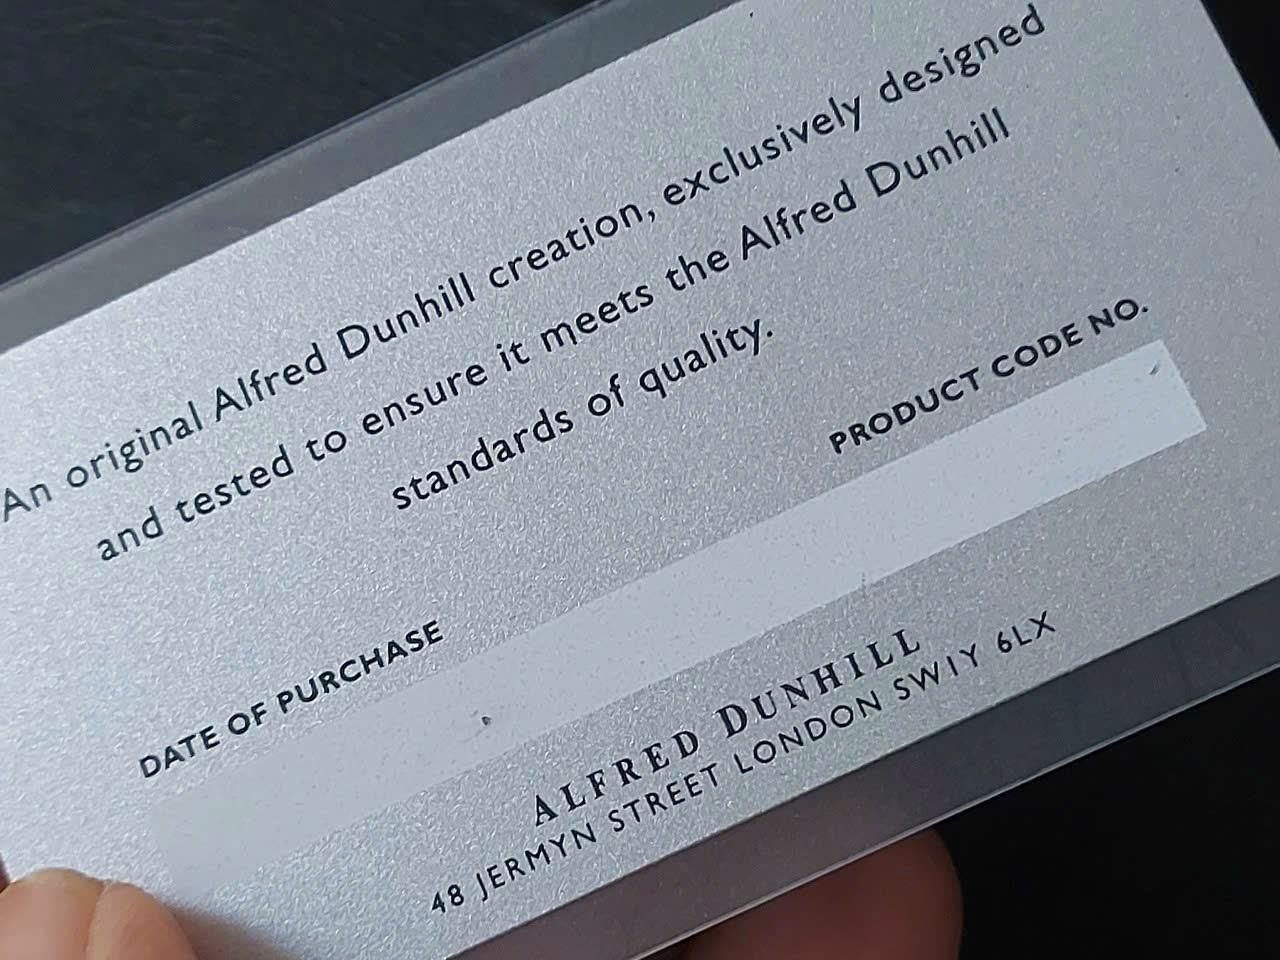 An original Alfred Dunhill creation, exclusively designed
and tested to ensure it meets the Alfred Dunhill
standards of quality.
PRODUCT CODE NO.
DATE OF PURCHASE
ALFRED DUNHILL
48 JERMYN STREET LONDON SW1Y 6LX